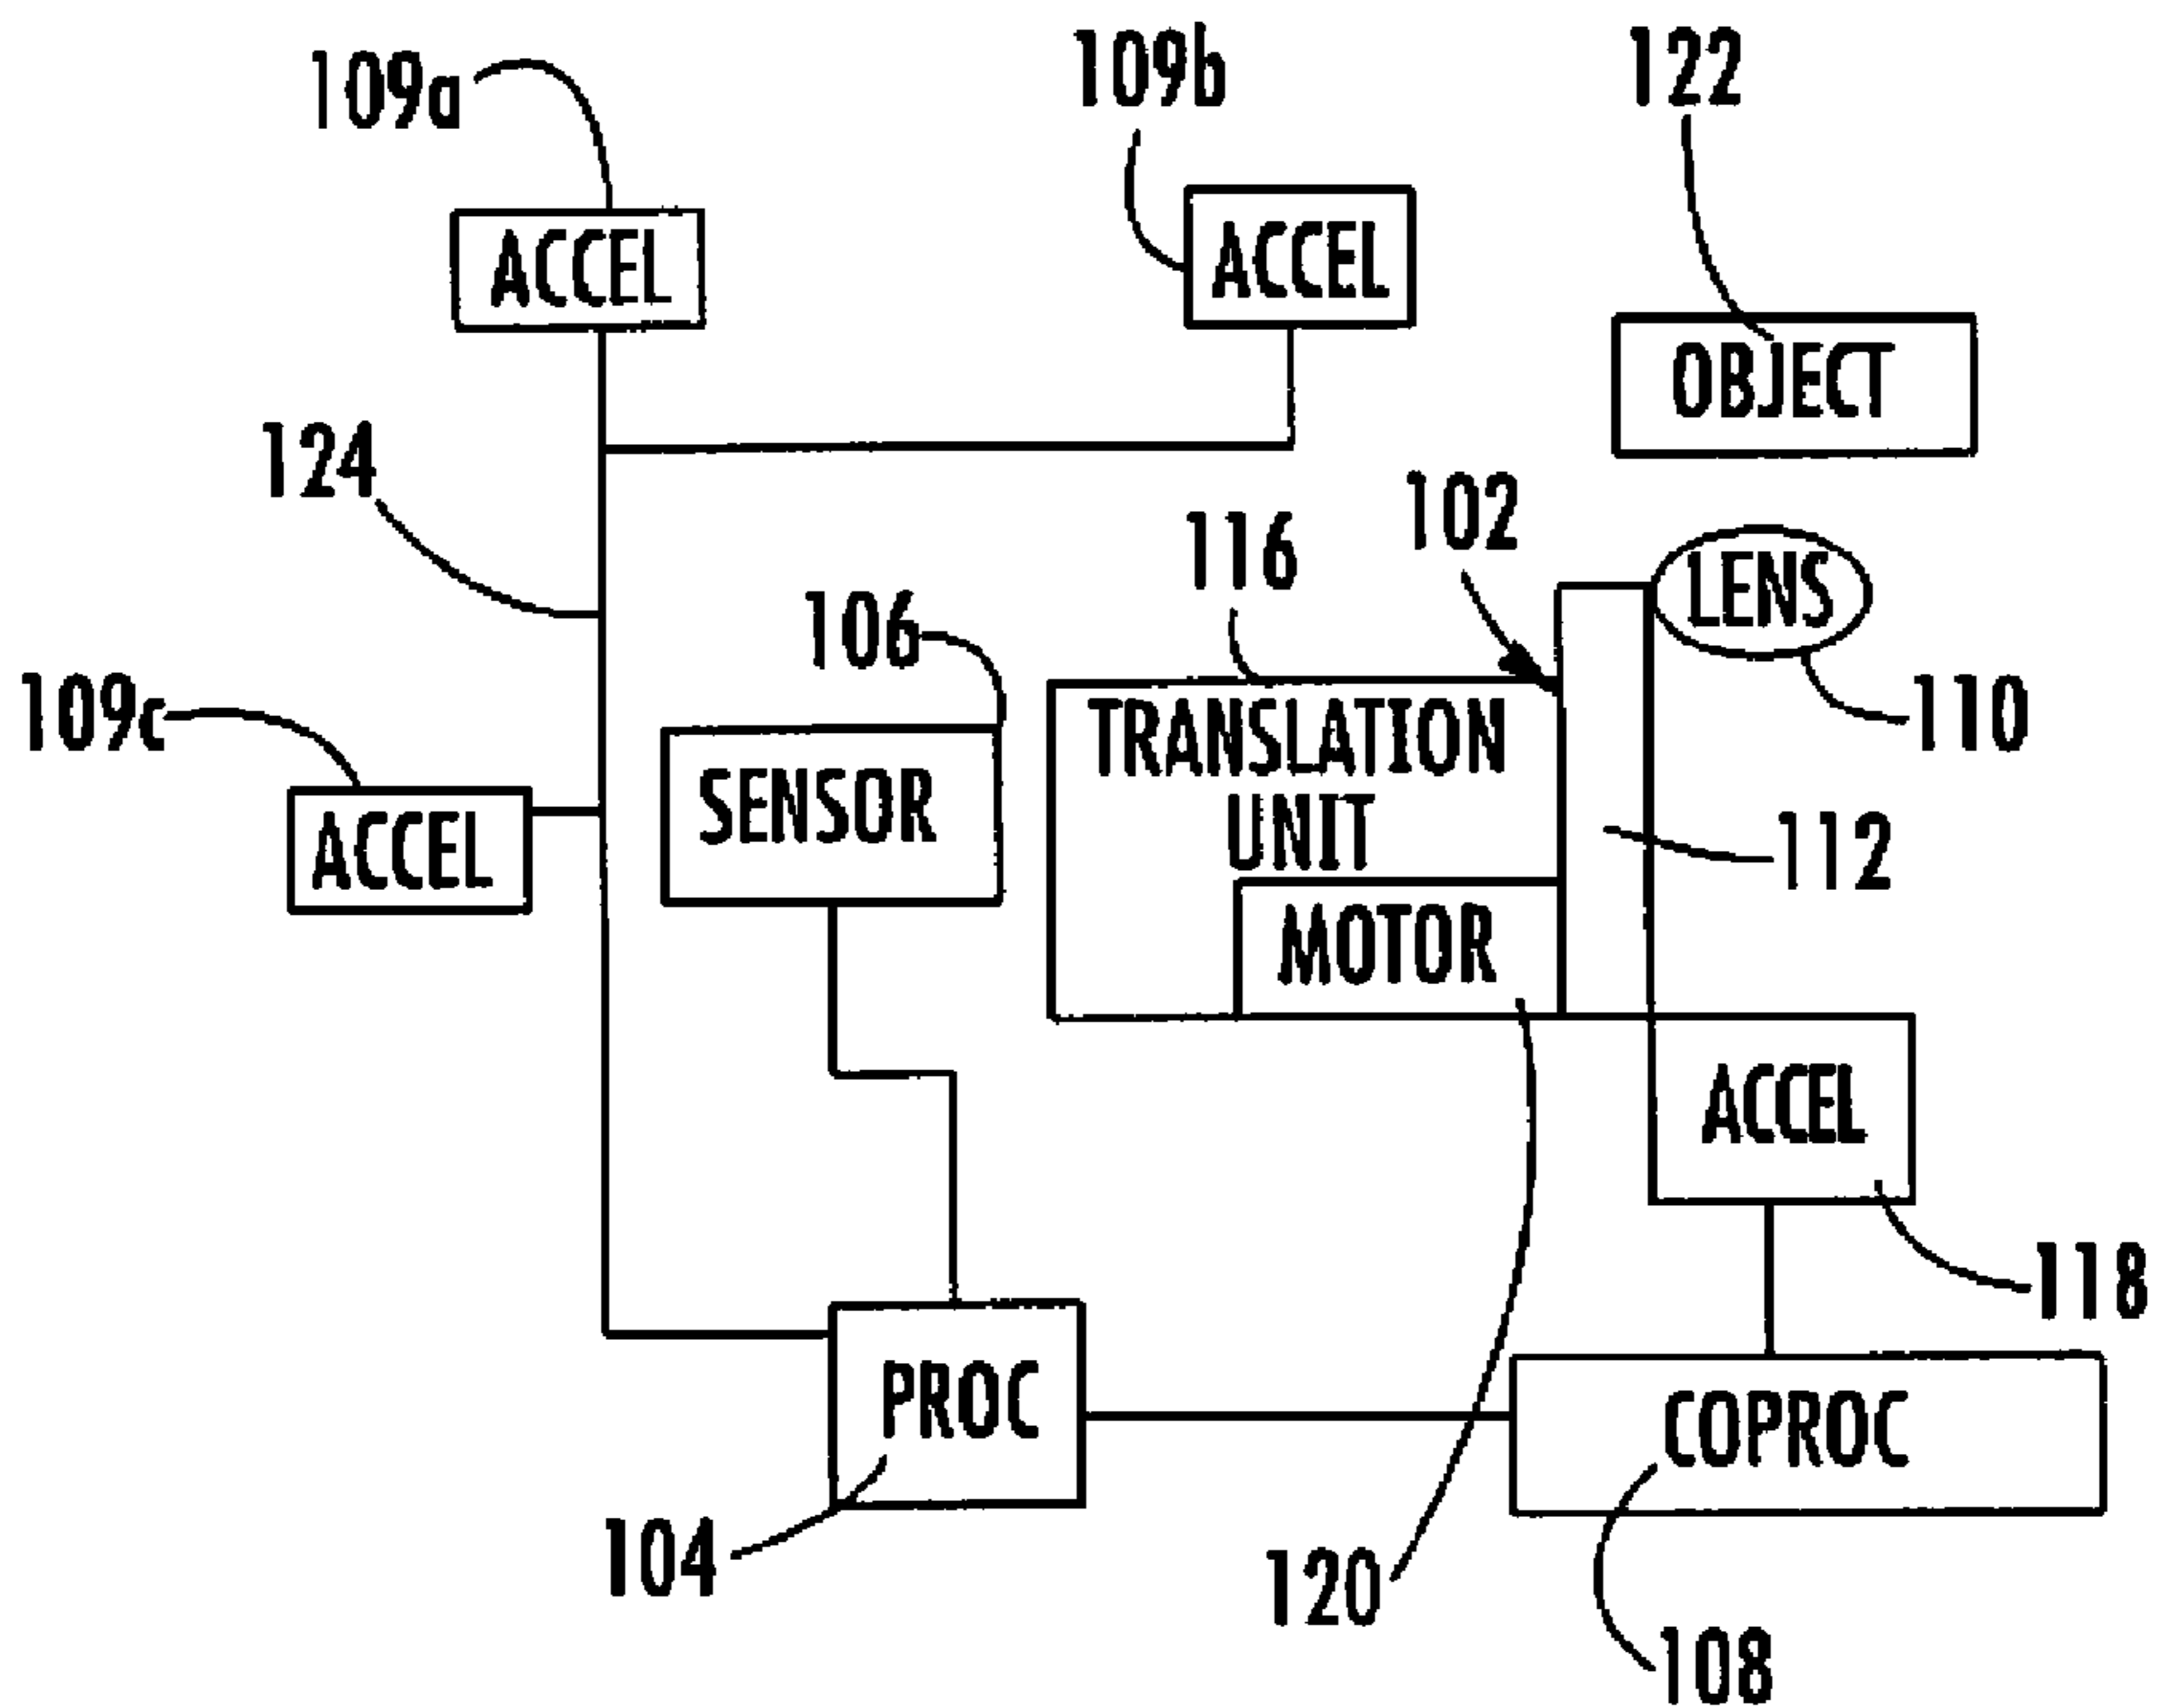 109a
109b
122
ACCEL
ACCEL
OBJECT
124
102
116
LENS
106
109c
110
TRANSLATION
UNIT
SENSOR
ACCEL
112
MOTOR
ACCEL
118
PROC
COPROC
104
120
108